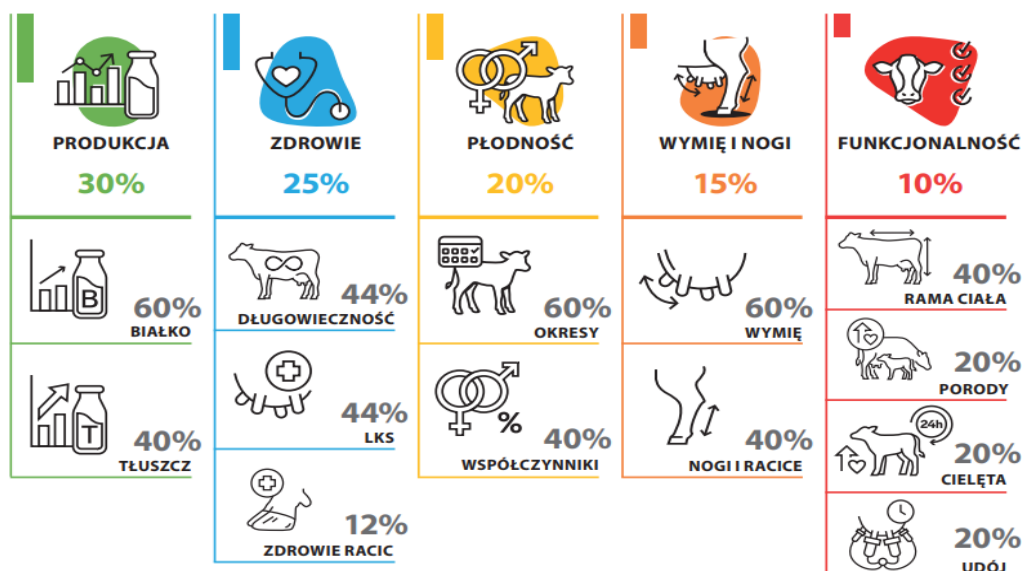 PRODUKCJA
30%
B
60%
BIAŁKO
T
40%
TŁUSZCZ
ZDROWIE
25%
44%
DŁUGOWIECZNOŚĆ
44%
LKS
12%
ZDROWIE RACIC
PŁODNOŚĆ
20%
60%
OKRESY
%
40%
WSPÓŁCZYNNIKI
WYMIĘ I NOGI
15%
60%
WYMIĘ
40%
NOGI I RACICE
FUNKCJONALNOŚĆ
10%
40%
RAMA CIAŁA
20%
PORODY
24h
20%
CIELĘTA
20%
UDÓJ